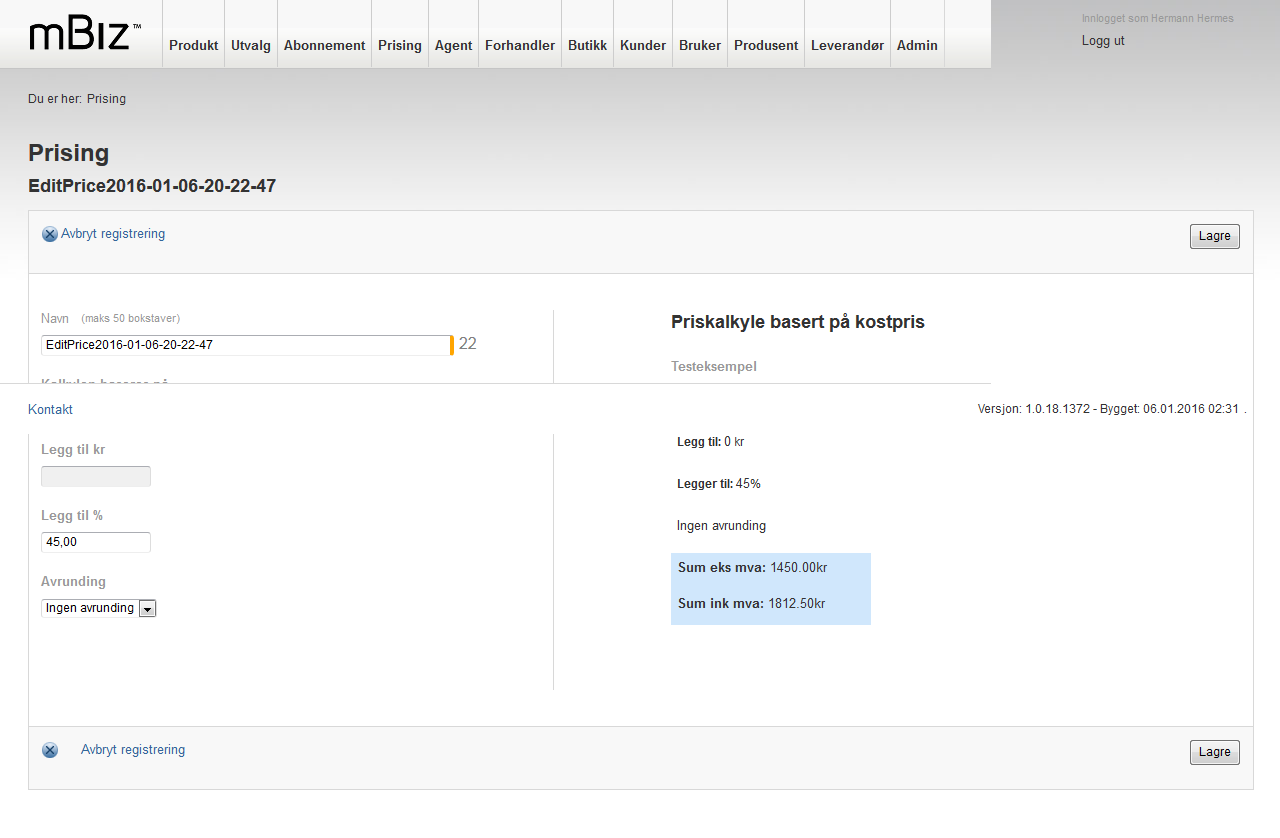 mBIZ™
Produkt Utvalg Abonnement Prising Agent Forhandler Butikk Kunder Bruker Produsent Leverandør Admin
Innlogget som Hermann Hermes
Logg ut
Du er her: Prising
Prising
EditPrice2016-01-06-20-22-47
Avbryt registrering
Lagre
Navn (maks 50 bokstaver)
EditPrice2016-01-06-20-22-47 22
Priskalkyle basert på kostpris
Testeksempel
Kontakt
Versjon: 1.0.18.1372 - Bygget: 06.01.2016 02:31 .
Legg til kr
Legg til %
45,00
Avrunding
Ingen avrunding
Legg til: 0 kr
Legger til: 45%
Ingen avrunding
Sum eks mva: 1450.00kr
Sum ink mva: 1812.50kr
Avbryt registrering
Lagre